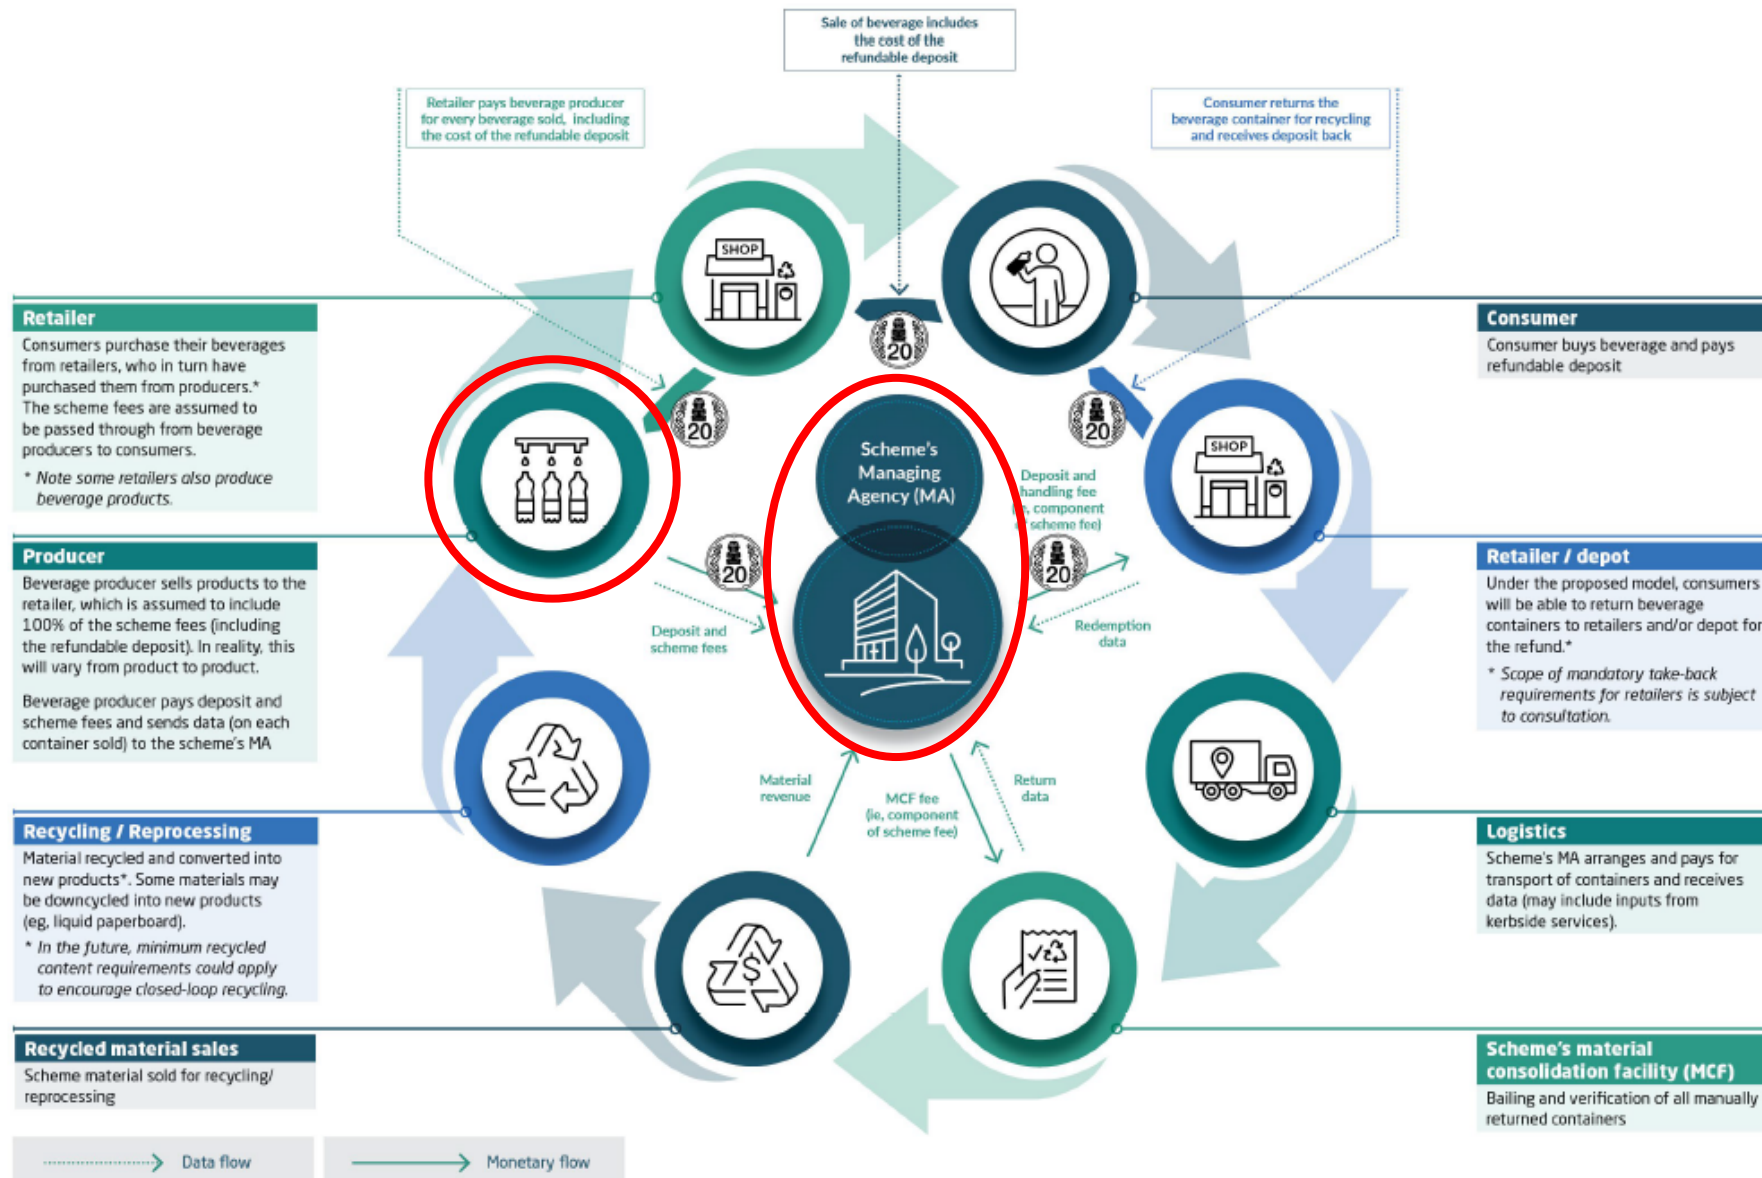 Sale of beverage includes
the cost of the
refundable deposit
Retailer pays beverage producer
for every beverage sold, including
the cost of the refundable deposit
Consumer returns the
beverage container for recycling
and receives deposit back
SHOP
20
20
20
Retailer
Consumers purchase their beverages
from retailers, who in turn have
purchased them from producers.*
The scheme fees are assumed to
be passed through from beverage
producers to consumers.
* Note some retailers also produce
beverage products.
Consumer
Consumer buys beverage and pays
refundable deposit
Scheme's
Managing
Agency (MA)
Deposit and
handling fee
component
scheme fee)
SHOP
20
20
Deposit and
scheme fees
Redemption
data
Producer
Beverage producer sells products to the
retailer, which is assumed to include
100% of the scheme fees (including
the refundable deposit). In reality, this
will vary from product to product.
Beverage producer pays deposit and
scheme fees and sends data (on each
container sold) to the scheme's MA
Retailer / depot
Under the proposed model, consumers
will be able to return beverage
containers to retailers and/or depot for
the refund.*
* Scope of mandatory take-back
requirements for retailers is subject
to consultation.
Material
revenue
MCF fee
(ie, component
of scheme fee)
Return
data
Recycling / Reprocessing
Material recycled and converted into
new products*. Some materials may
be downcycled into new products
(eg, liquid paperboard).
* In the future, minimum recycled
content requirements could apply
to encourage closed-loop recycling.
Logistics
Scheme's MA arranges and pays for
transport of containers and receives
data (may include inputs from
kerbside services).
$
Recycled material sales
Scheme material sold for recycling/
reprocessing
Scheme's material
consolidation facility (MCF)
Bailing and verification of all manually
returned containers
Data flow
Monetary flow